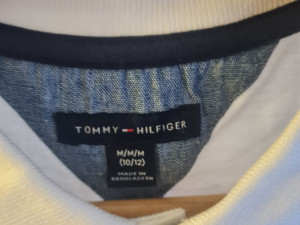 TOMMY HILFIGER
M/M/M
(10/12)
MADE IN
BANGLADESH